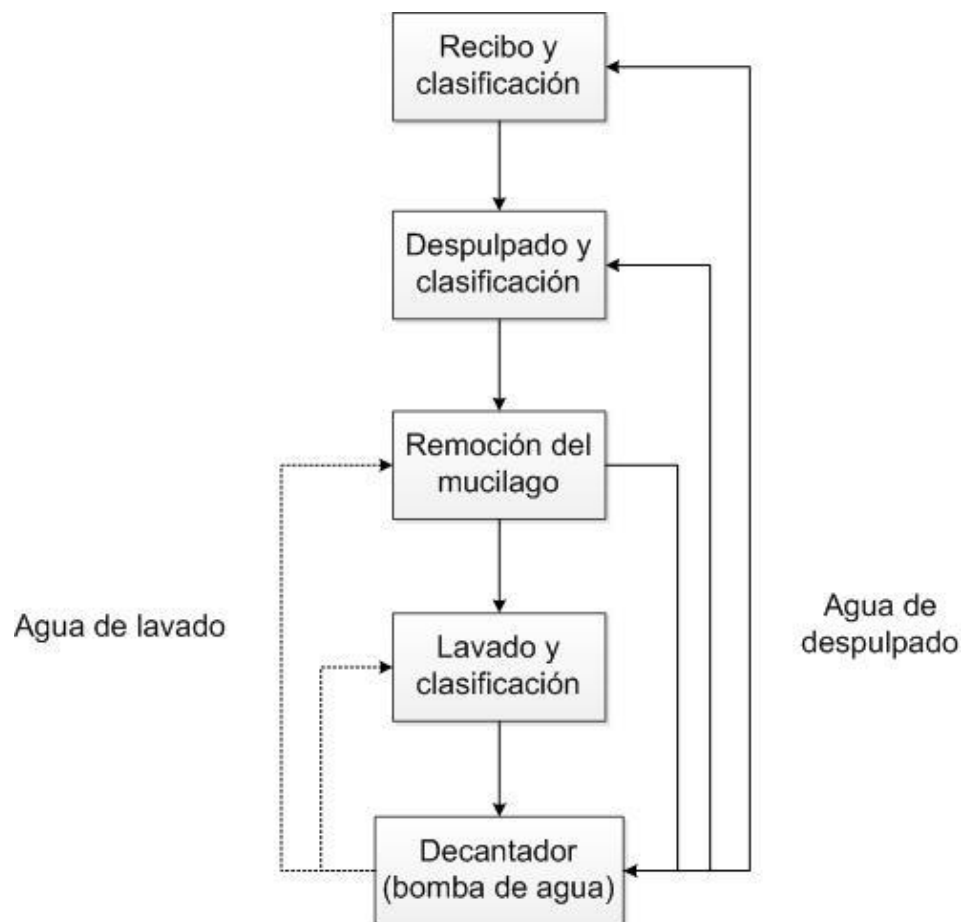 Recibo y
clasificación
Despulpado y
clasificación
Remoción del
mucilago
Agua de lavado
Agua de
despulpado
Lavado y
clasificación
Decantador
(bomba de agua)